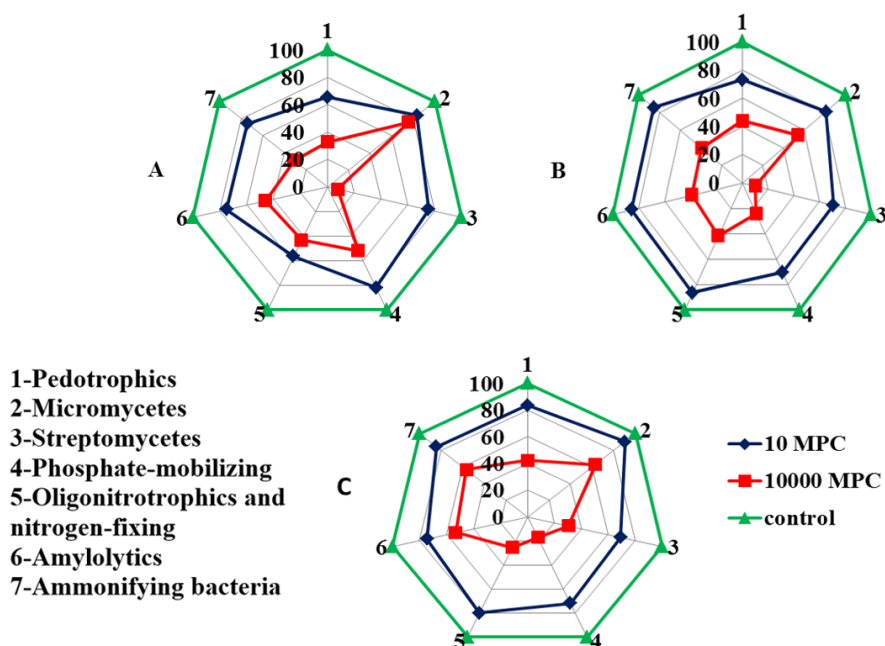 1
100
80
60
40
20
0
2
3
4
5
6
7
A
1
100
80
60
40
20
0
2
3
4
5
6
7
B
1-Pedotrophics
2-Micromycetes
3-Streptomycetes
4-Phosphate-mobilizing
5-Oligonitrotrophics and
nitrogen-fixing
6-Amylolytics
7-Ammonifying bacteria
1
100
80
60
40
20
0
2
3
4
5
6
7
C
10 MPC
10000 MPC
control